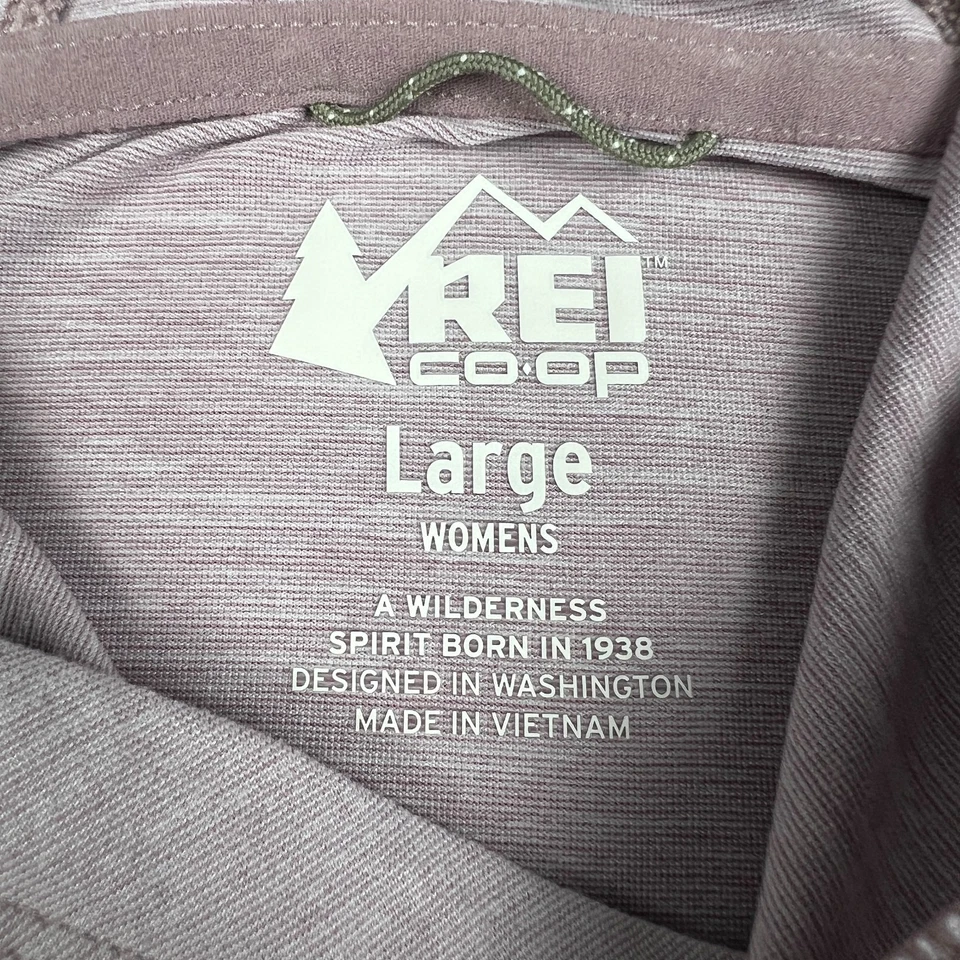 REI™
CO·OP
Large
WOMENS
A WILDERNESS
SPIRIT BORN IN 1938
DESIGNED IN WASHINGTON
MADE IN VIETNAM